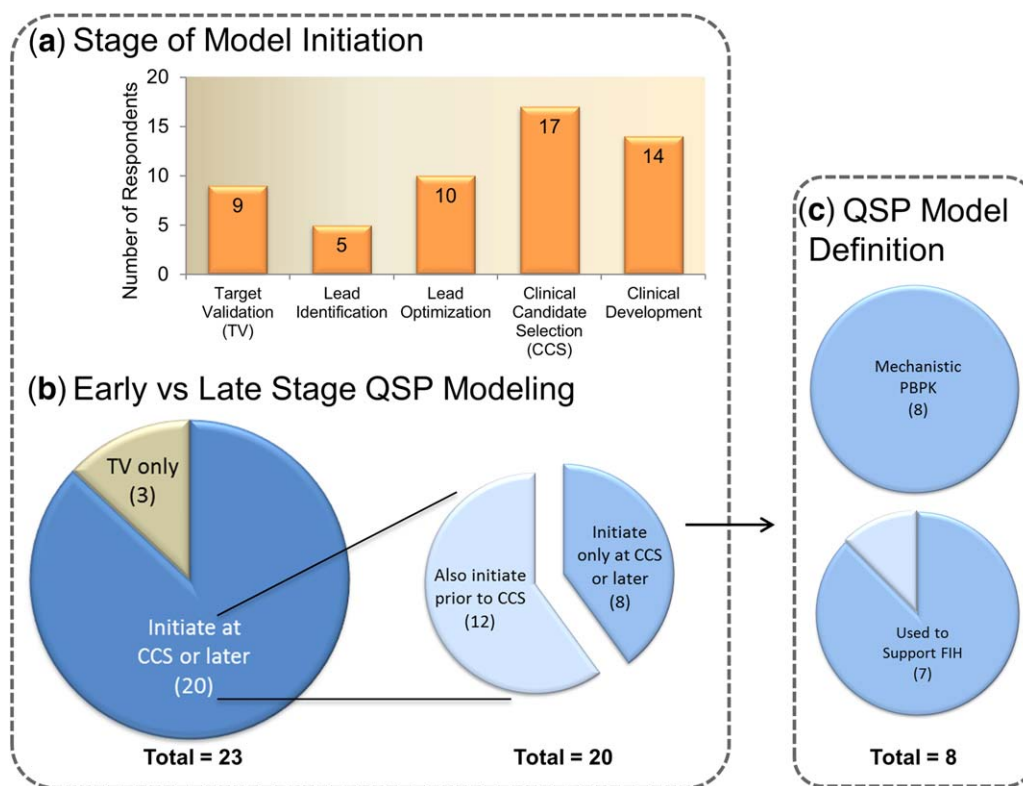 (a) Stage of Model Initiation
Number of Respondents
20
15
10
5
0
9
5
10
17
14
Target
Validation
(TV)
Lead
Identification
Lead
Optimization
Clinical
Candidate
Selection
(CCS)
Clinical
Development
(b) Early vs Late Stage QSP Modeling
TV only
(3)
Initiate at
CCS or later
(20)
Total = 23
Also initiate
prior to CCS
(12)
Initiate
only at CCS
or later
(8)
Total = 20
(c) QSP Model
Definition
Mechanistic
PBPK
(8)
Used to
Support FIH
(7)
Total = 8